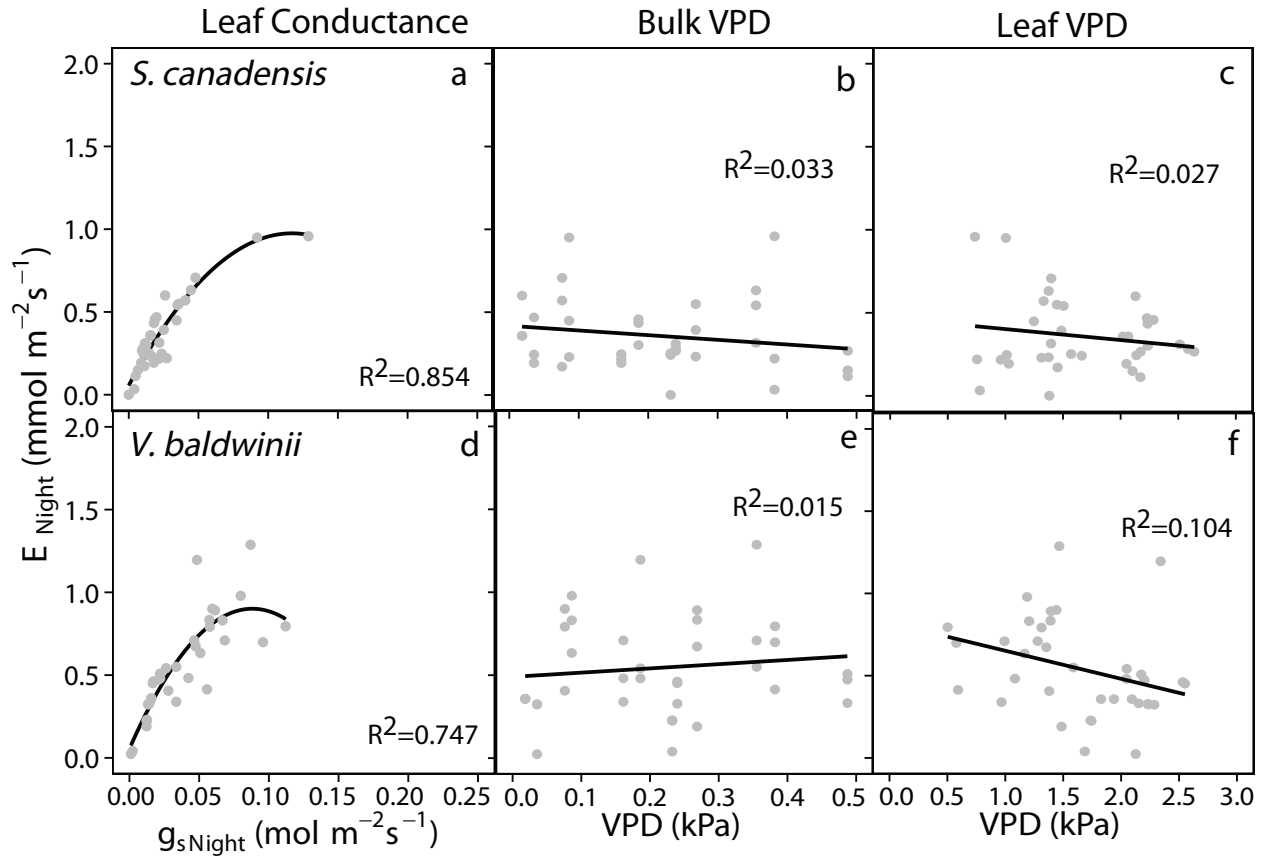 Leaf Conductance Bulk VPD Leaf VPD
S. canadensis a b c
2.0
1.5
1.0
0.5
0.0
R²=0.033
R²=0.027
R²=0.854
E Night (mmol m⁻²s⁻¹)
V. baldwinii d e f
2.0
1.5
1.0
0.5
0.0
R²=0.015
R²=0.104
R²=0.747
0.00 0.05 0.10 0.15 0.20 0.25 0.0 0.1 0.2 0.3 0.4 0.5 0.0 0.5 1.0 1.5 2.0 2.5 3.0
gsNight (mol m⁻²s⁻¹) VPD (kPa) VPD (kPa)